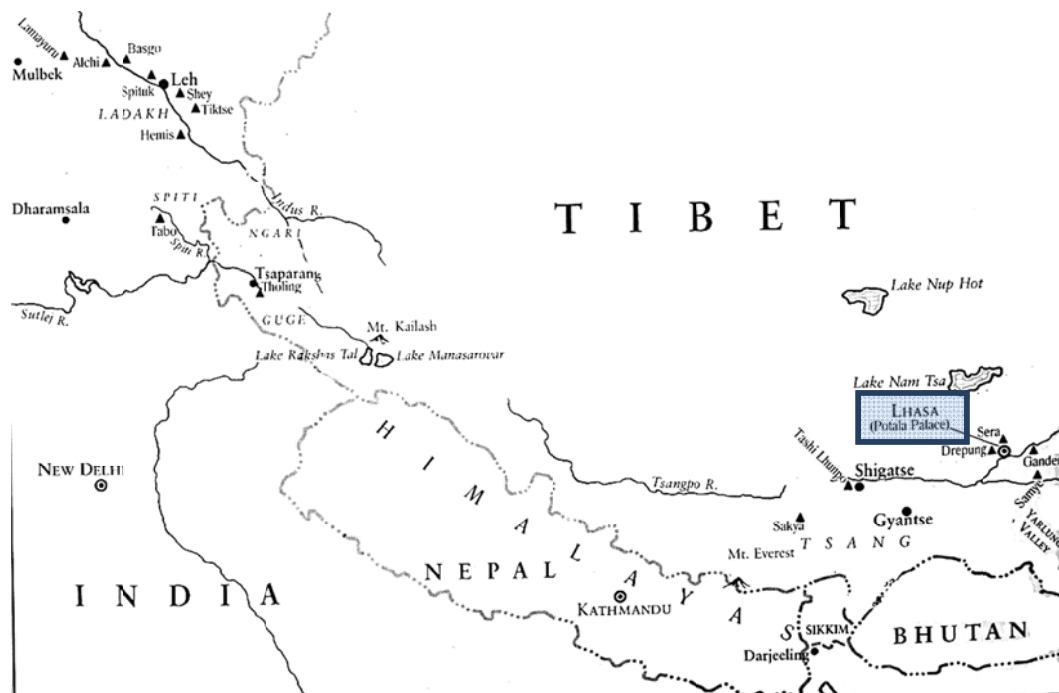 Lamayuru
Alchi
Basgo
Mulbek
Spituk
Leh
Shey
Tiktse
LADAKH
Hemis
Dharamsala
SPITI
Tabo
Spiti R.
Indus R.
NGARI
TIBET
Tsaparang
Tholing
Sutlej R.
GUGE
Mt. Kailash
Lake Rakshas Tal
Lake Manasarovar
Lake Nup Hot
Lake Nam Tsa
LHASA
(Potala Palace)
Sera
Drepung
Tashi Lhunpo
Shigatse
Samye
YARLUNG
VALLEY
NEW DELHI
HIMALAYAS
Tsangpo R.
Gyantse
Sakya
TSANG
Mt. Everest
NEPAL
INDIA
KATHMANDU
SIKKIM
BHUTAN
Darjeeling